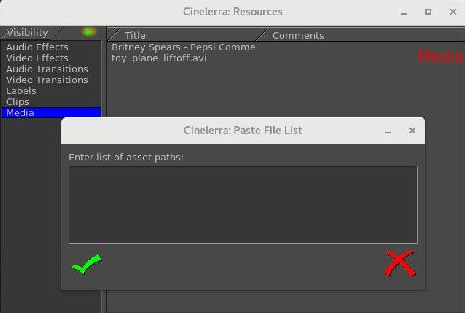 Cinelerra: Resources
Visibility
Title
Comments
Audio Effects
Video Effects
Audio Transitions
Video Transitions
Labels
Clips
Media
Britney Spears - Pepsi Comme
toy_plane_liftoff.avi
Media
Cinelerra: Paste File List
Enter list of asset paths: